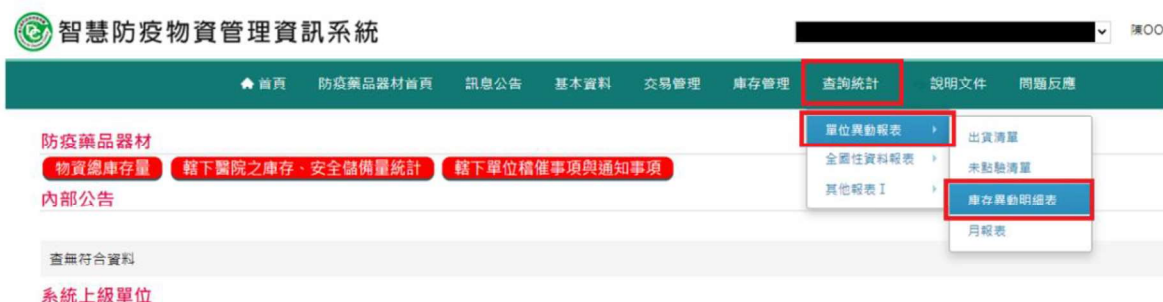 智慧防疫物資管理資訊系統
陳OO
首頁 防疫藥品器材首頁 訊息公告 基本資料 交易管理 庫存管理 查詢統計 說明文件 問題反應
單位異動報表
全國性資料報表
其他報表 I
出貨清單
未點驗清單
庫存異動明細表
月報表
防疫藥品器材
物資總庫存量 轄下醫院之庫存、安全儲備量統計 轄下單位稽催事項與通知事項
內部公告
查無符合資料
系統上級單位